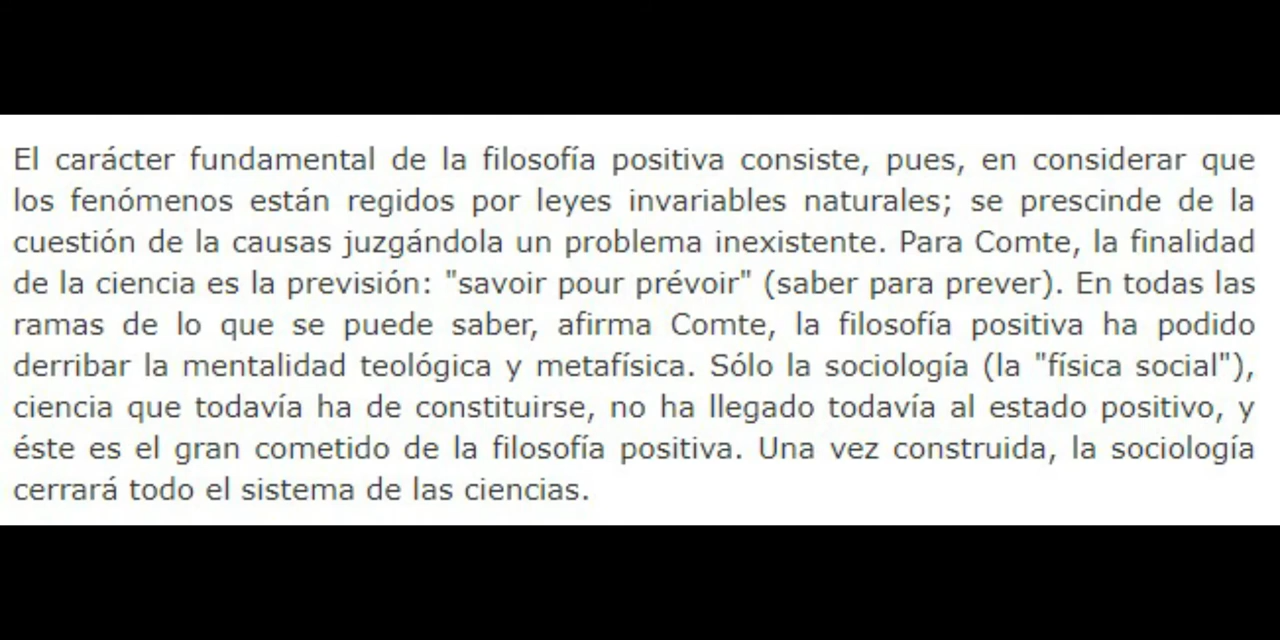 El carácter fundamental de la filosofía positiva consiste, pues, en considerar que
los fenómenos están regidos por leyes invariables naturales; se prescinde de la
cuestión de la causas juzgándola un problema inexistente. Para Comte, la finalidad
de la ciencia es la previsión: "savoir pour prévoir" (saber para prever). En todas las
ramas de lo que se puede saber, afirma Comte, la filosofía positiva ha podido
derribar la mentalidad teológica y metafísica. Sólo la sociología (la "física social"),
ciencia que todavía ha de constituirse, no ha llegado todavía al estado positivo, y
éste es el gran cometido de la filosofía positiva. Una vez construida, la sociología
cerrará todo el sistema de las ciencias.